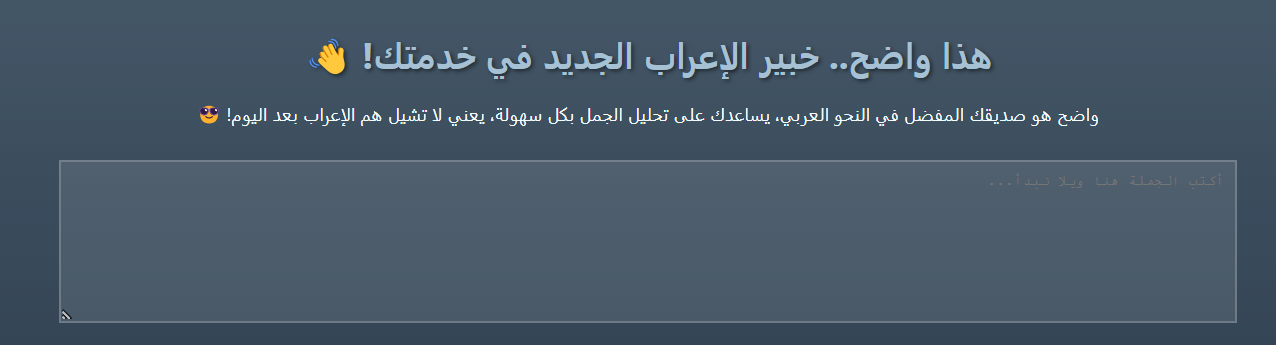 هذا واضح.. خبير الإعراب الجديد في خدمتك! 👋
واضح هو صديقك المفضل في النحو العربي، يساعدك على تحليل الجمل بكل سهولة، يعني لا تشيل هم الإعراب بعد اليوم! 😎
أكتب الجملة هنا ويلا نبدأ...